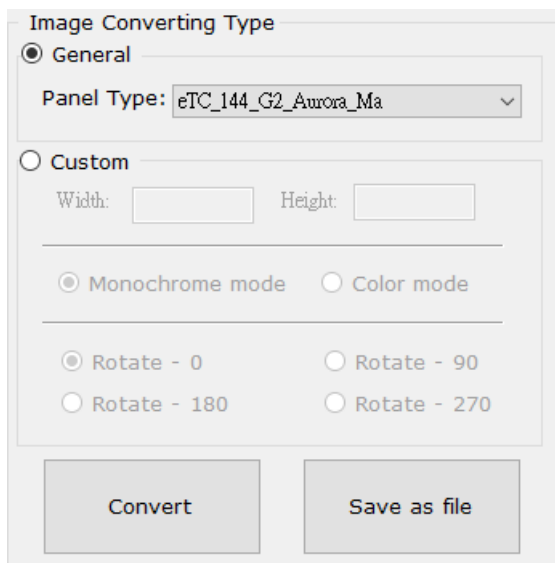 Image Converting Type
General
Panel Type: eTC_144_G2_Aurora_Ma
Custom
Width: Height:
Monochrome mode Color mode
Rotate - 0 Rotate - 90
Rotate - 180 Rotate - 270
Convert Save as file